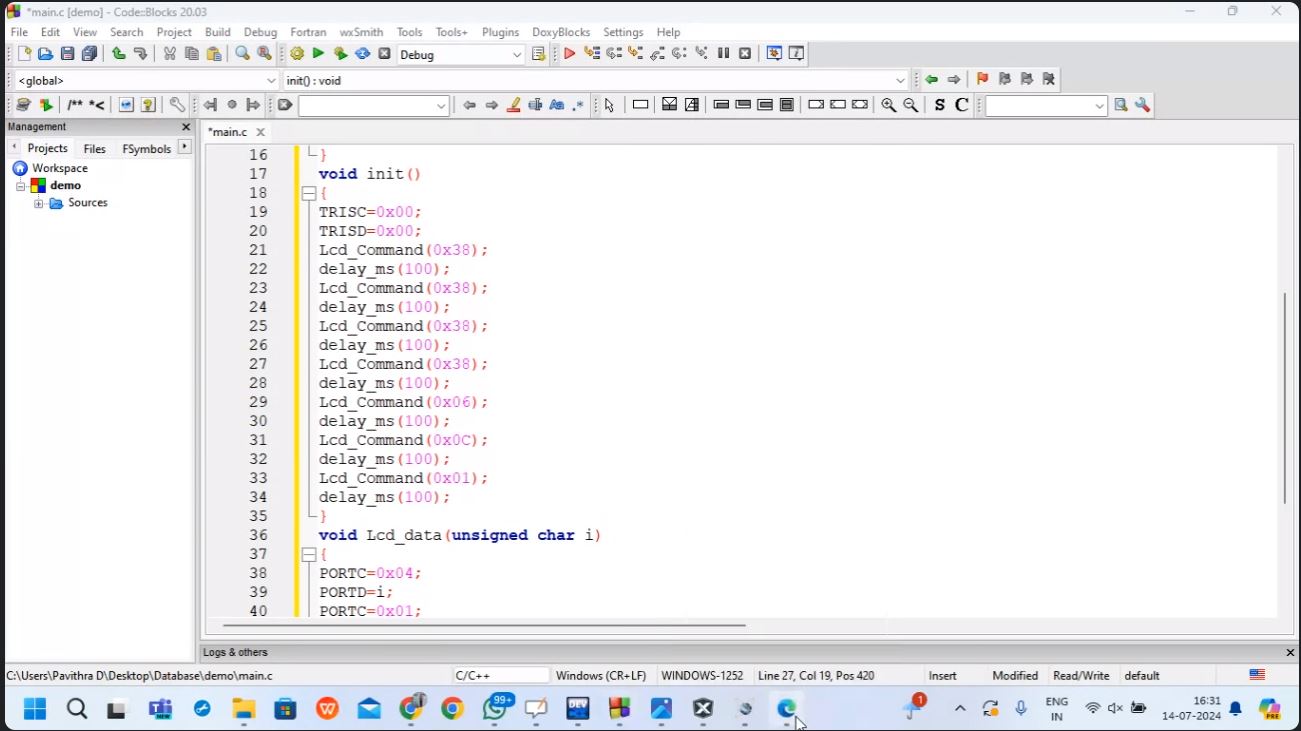 *main.c [demo] - Code::Blocks 20.03
File Edit View Search Project Build Debug Fortran wxSmith Tools Tools+ Plugins DoxyBlocks Settings Help
Debug
<global> init() : void
/** *< S C
Management
*main.c
Projects Files FSymbols
Workspace
demo
Sources
16 }
17 void init()
18 {
19 TRISC=0x00;
20 TRISD=0x00;
21 Lcd_Command(0x38);
22 delay_ms(100);
23 Lcd_Command(0x38);
24 delay_ms(100);
25 Lcd_Command(0x38);
26 delay_ms(100);
27 Lcd_Command(0x38);
28 delay_ms(100);
29 Lcd_Command(0x06);
30 delay_ms(100);
31 Lcd_Command(0x0C);
32 delay_ms(100);
33 Lcd_Command(0x01);
34 delay_ms(100);
35 }
36 void Lcd_data(unsigned char i)
37 {
38 PORTC=0x04;
39 PORTD=i;
40 PORTC=0x01;
Logs & others
C:\Users\Pavithra D\Desktop\Database\demo\main.c C/C++ Windows (CR+LF) WINDOWS-1252 Line 27, Col 19, Pos 420 Insert Modified Read/Write default
99+ DEV 1 ENG IN 16:31 14-07-2024 PRE